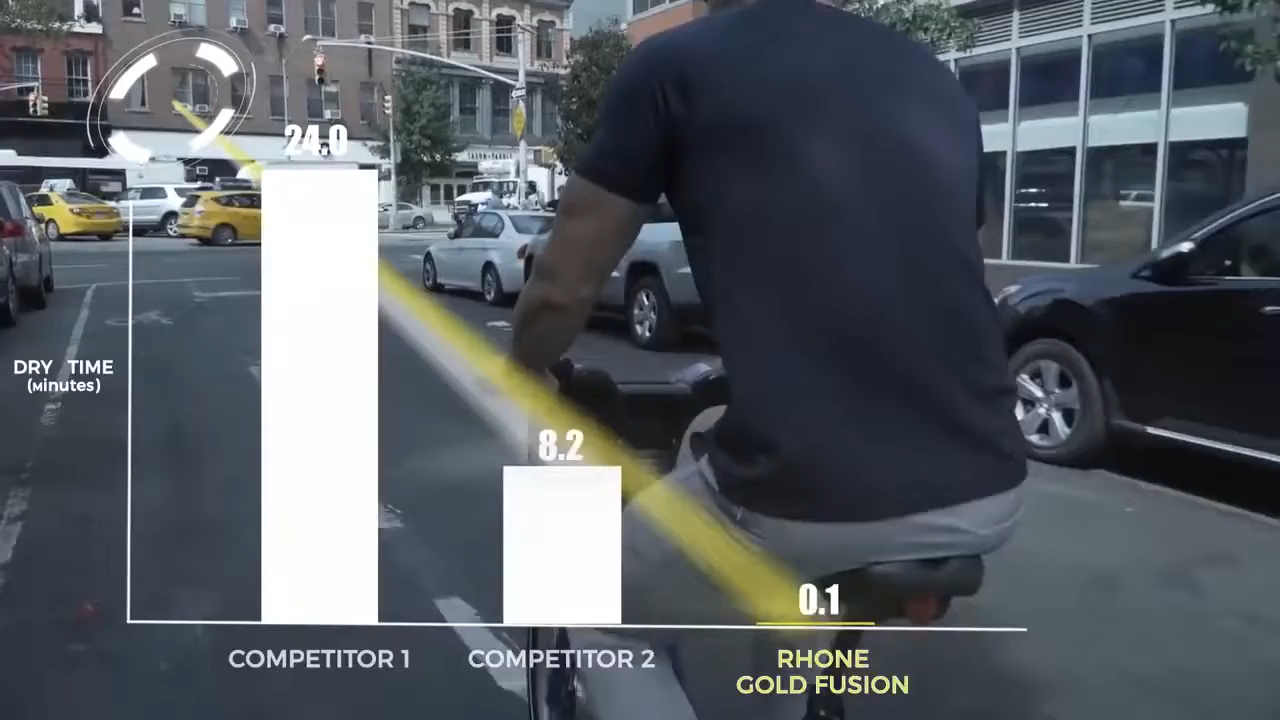 24.0
8.2
0.1
DRY TIME
(Minutes)
COMPETITOR 1
COMPETITOR 2
RHONE
GOLD FUSION